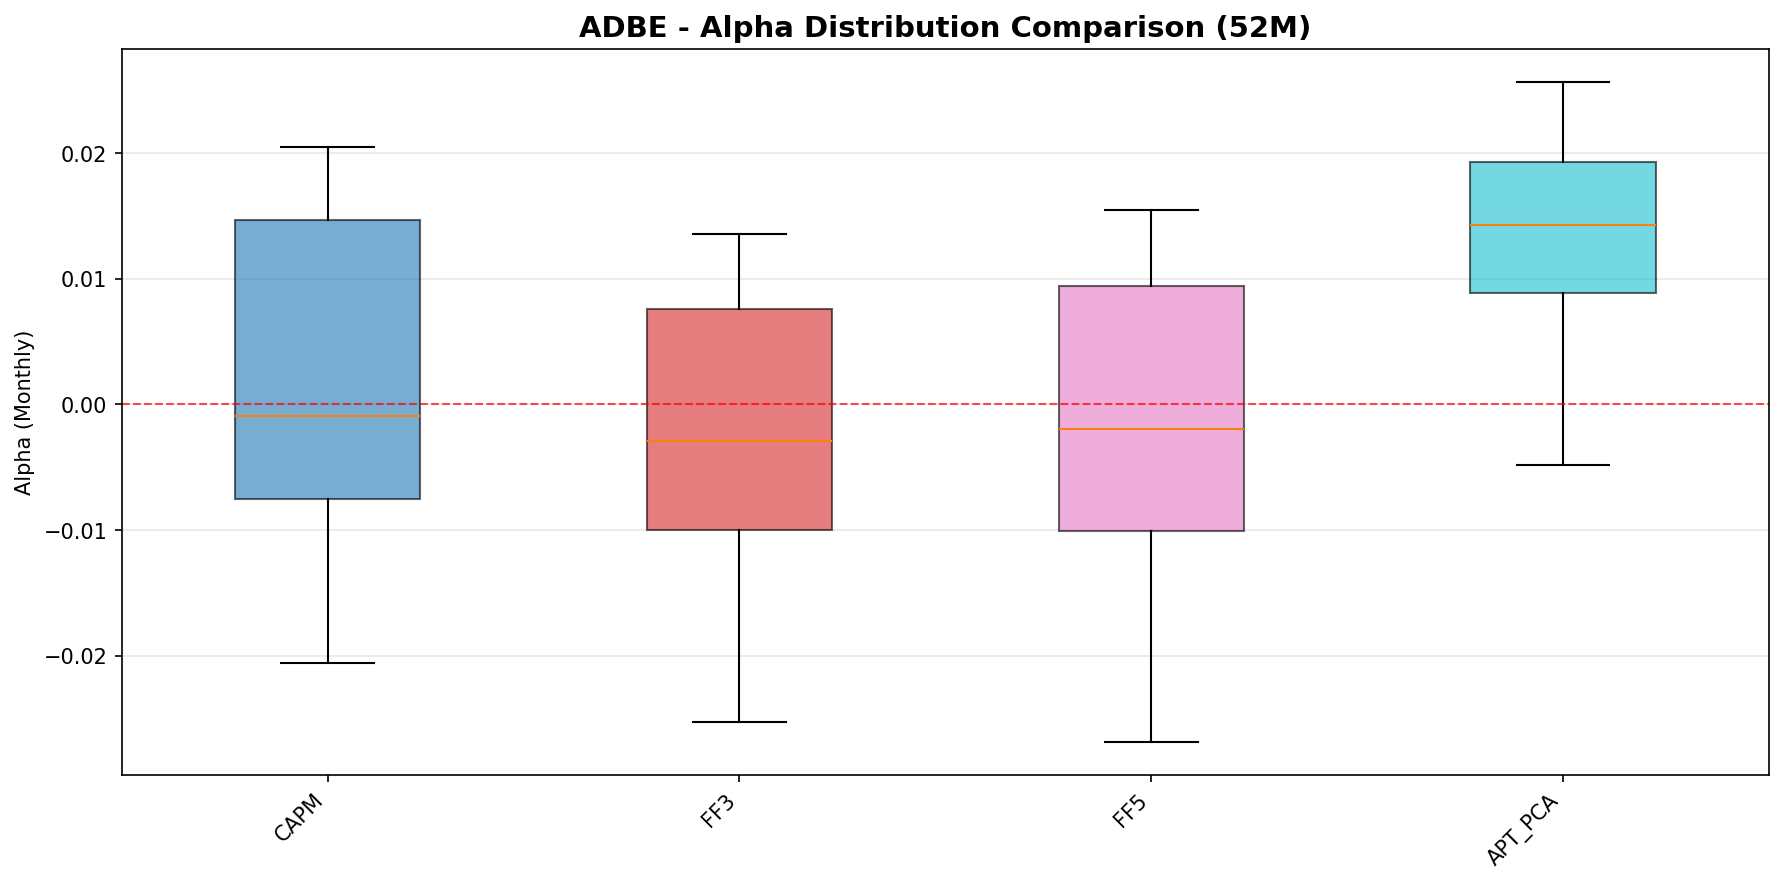 ADBE - Alpha Distribution Comparison (52M)
Alpha (Monthly)
0.02
0.01
0.00
−0.01
−0.02
CAPM
FF3
FF5
APT_PCA